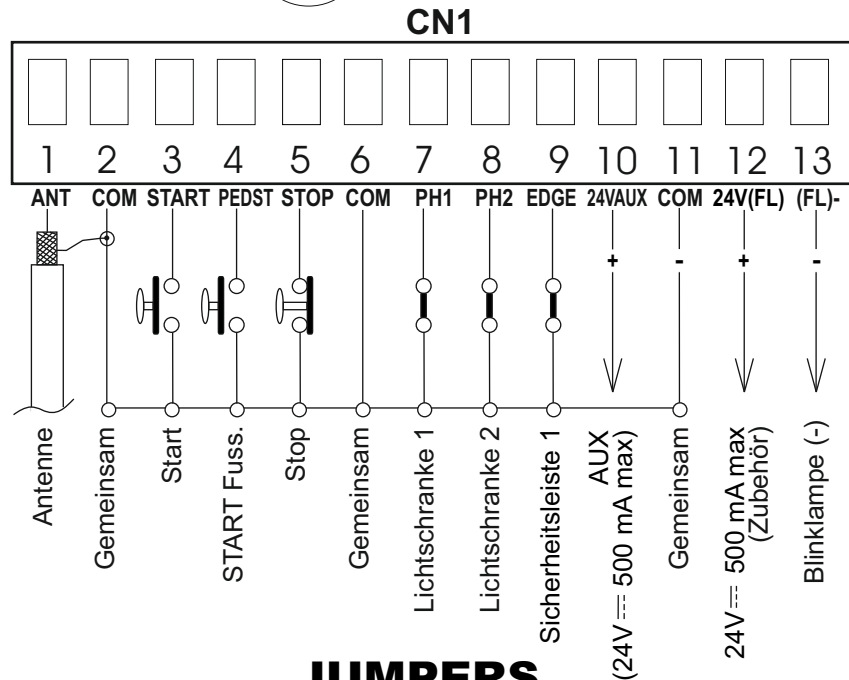 CN1
1 2 3 4 5 6 7 8 9 10 11 12 13
ANT COM START PEDST STOP COM PH1 PH2 EDGE 24VAUX COM 24V(FL) (FL)-
+ - + -
Antenne
Gemeinsam
Start
START Fuss.
Stop
Gemeinsam
Lichtschranke 1
Lichtschranke 2
Sicherheitsleiste 1
AUX
(24V⎓ 500 mA max)
Gemeinsam
24V⎓ 500 mA max
(Zubehör)
Blinklampe (-)
JUMPERS